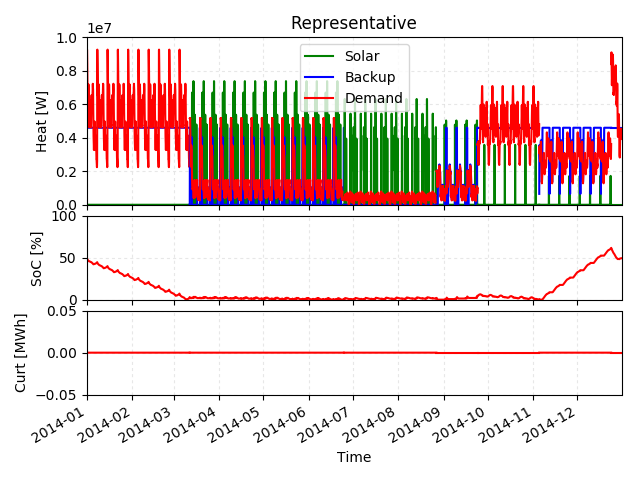 Representative
1e7
1.0
0.8
0.6
0.4
0.2
0.0
Heat [W]
Solar
Backup
Demand
100
50
0
SoC [%]
0.05
0.00
−0.05
Curt [MWh]
2014-01
2014-02
2014-03
2014-04
2014-05
2014-06
2014-07
2014-08
2014-09
2014-10
2014-11
2014-12
Time